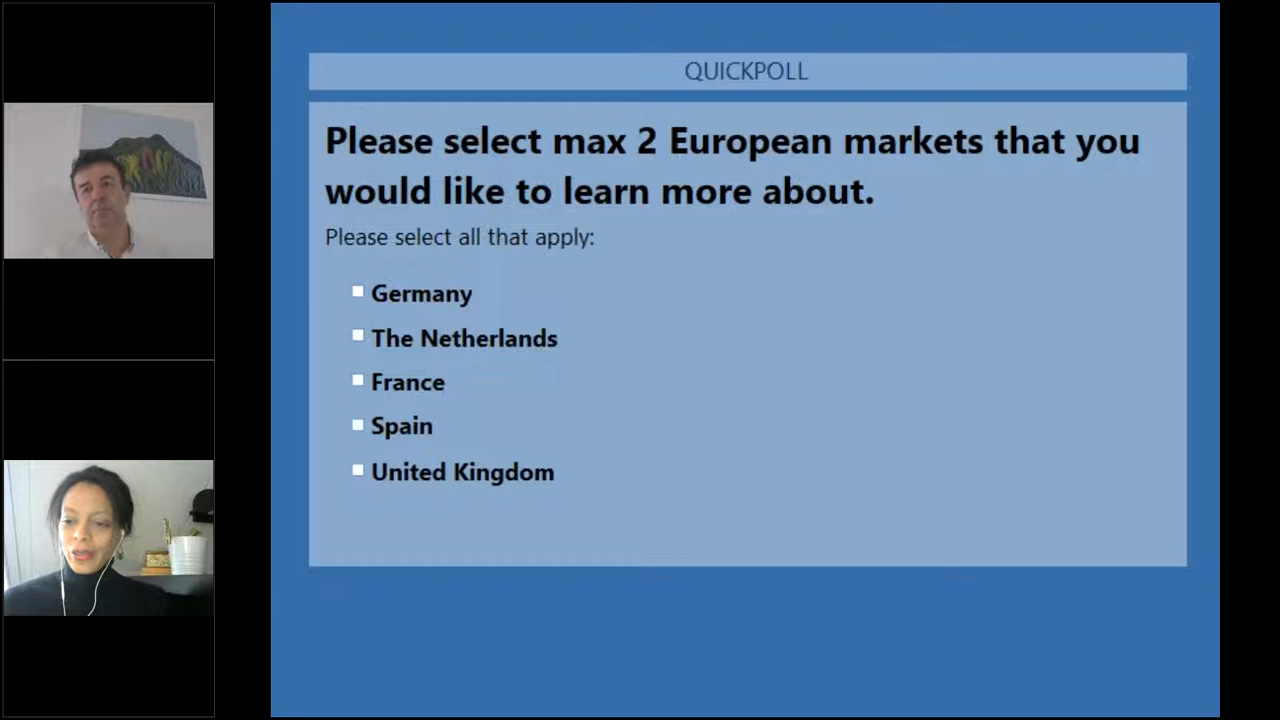 QUICKPOLL
Please select max 2 European markets that you
would like to learn more about.
Please select all that apply:
Germany
The Netherlands
France
Spain
United Kingdom